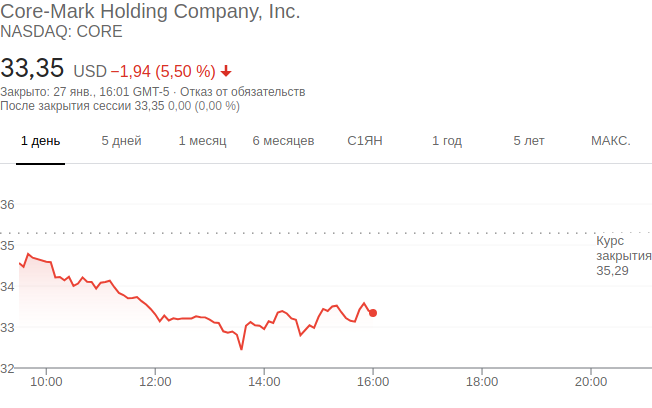 Core-Mark Holding Company, Inc.
NASDAQ: CORE
33,35 USD −1,94 (5,50 %)
Закрыто: 27 янв., 16:01 GMT-5 · Отказ от обязательств
После закрытия сессии 33,35 0,00 (0,00 %)
1 день 5 дней 1 месяц 6 месяцев С1ЯН 1 год 5 лет МАКС.
36
35
34
33
32
Курс
закрытия
35,29
10:00 12:00 14:00 16:00 18:00 20:00